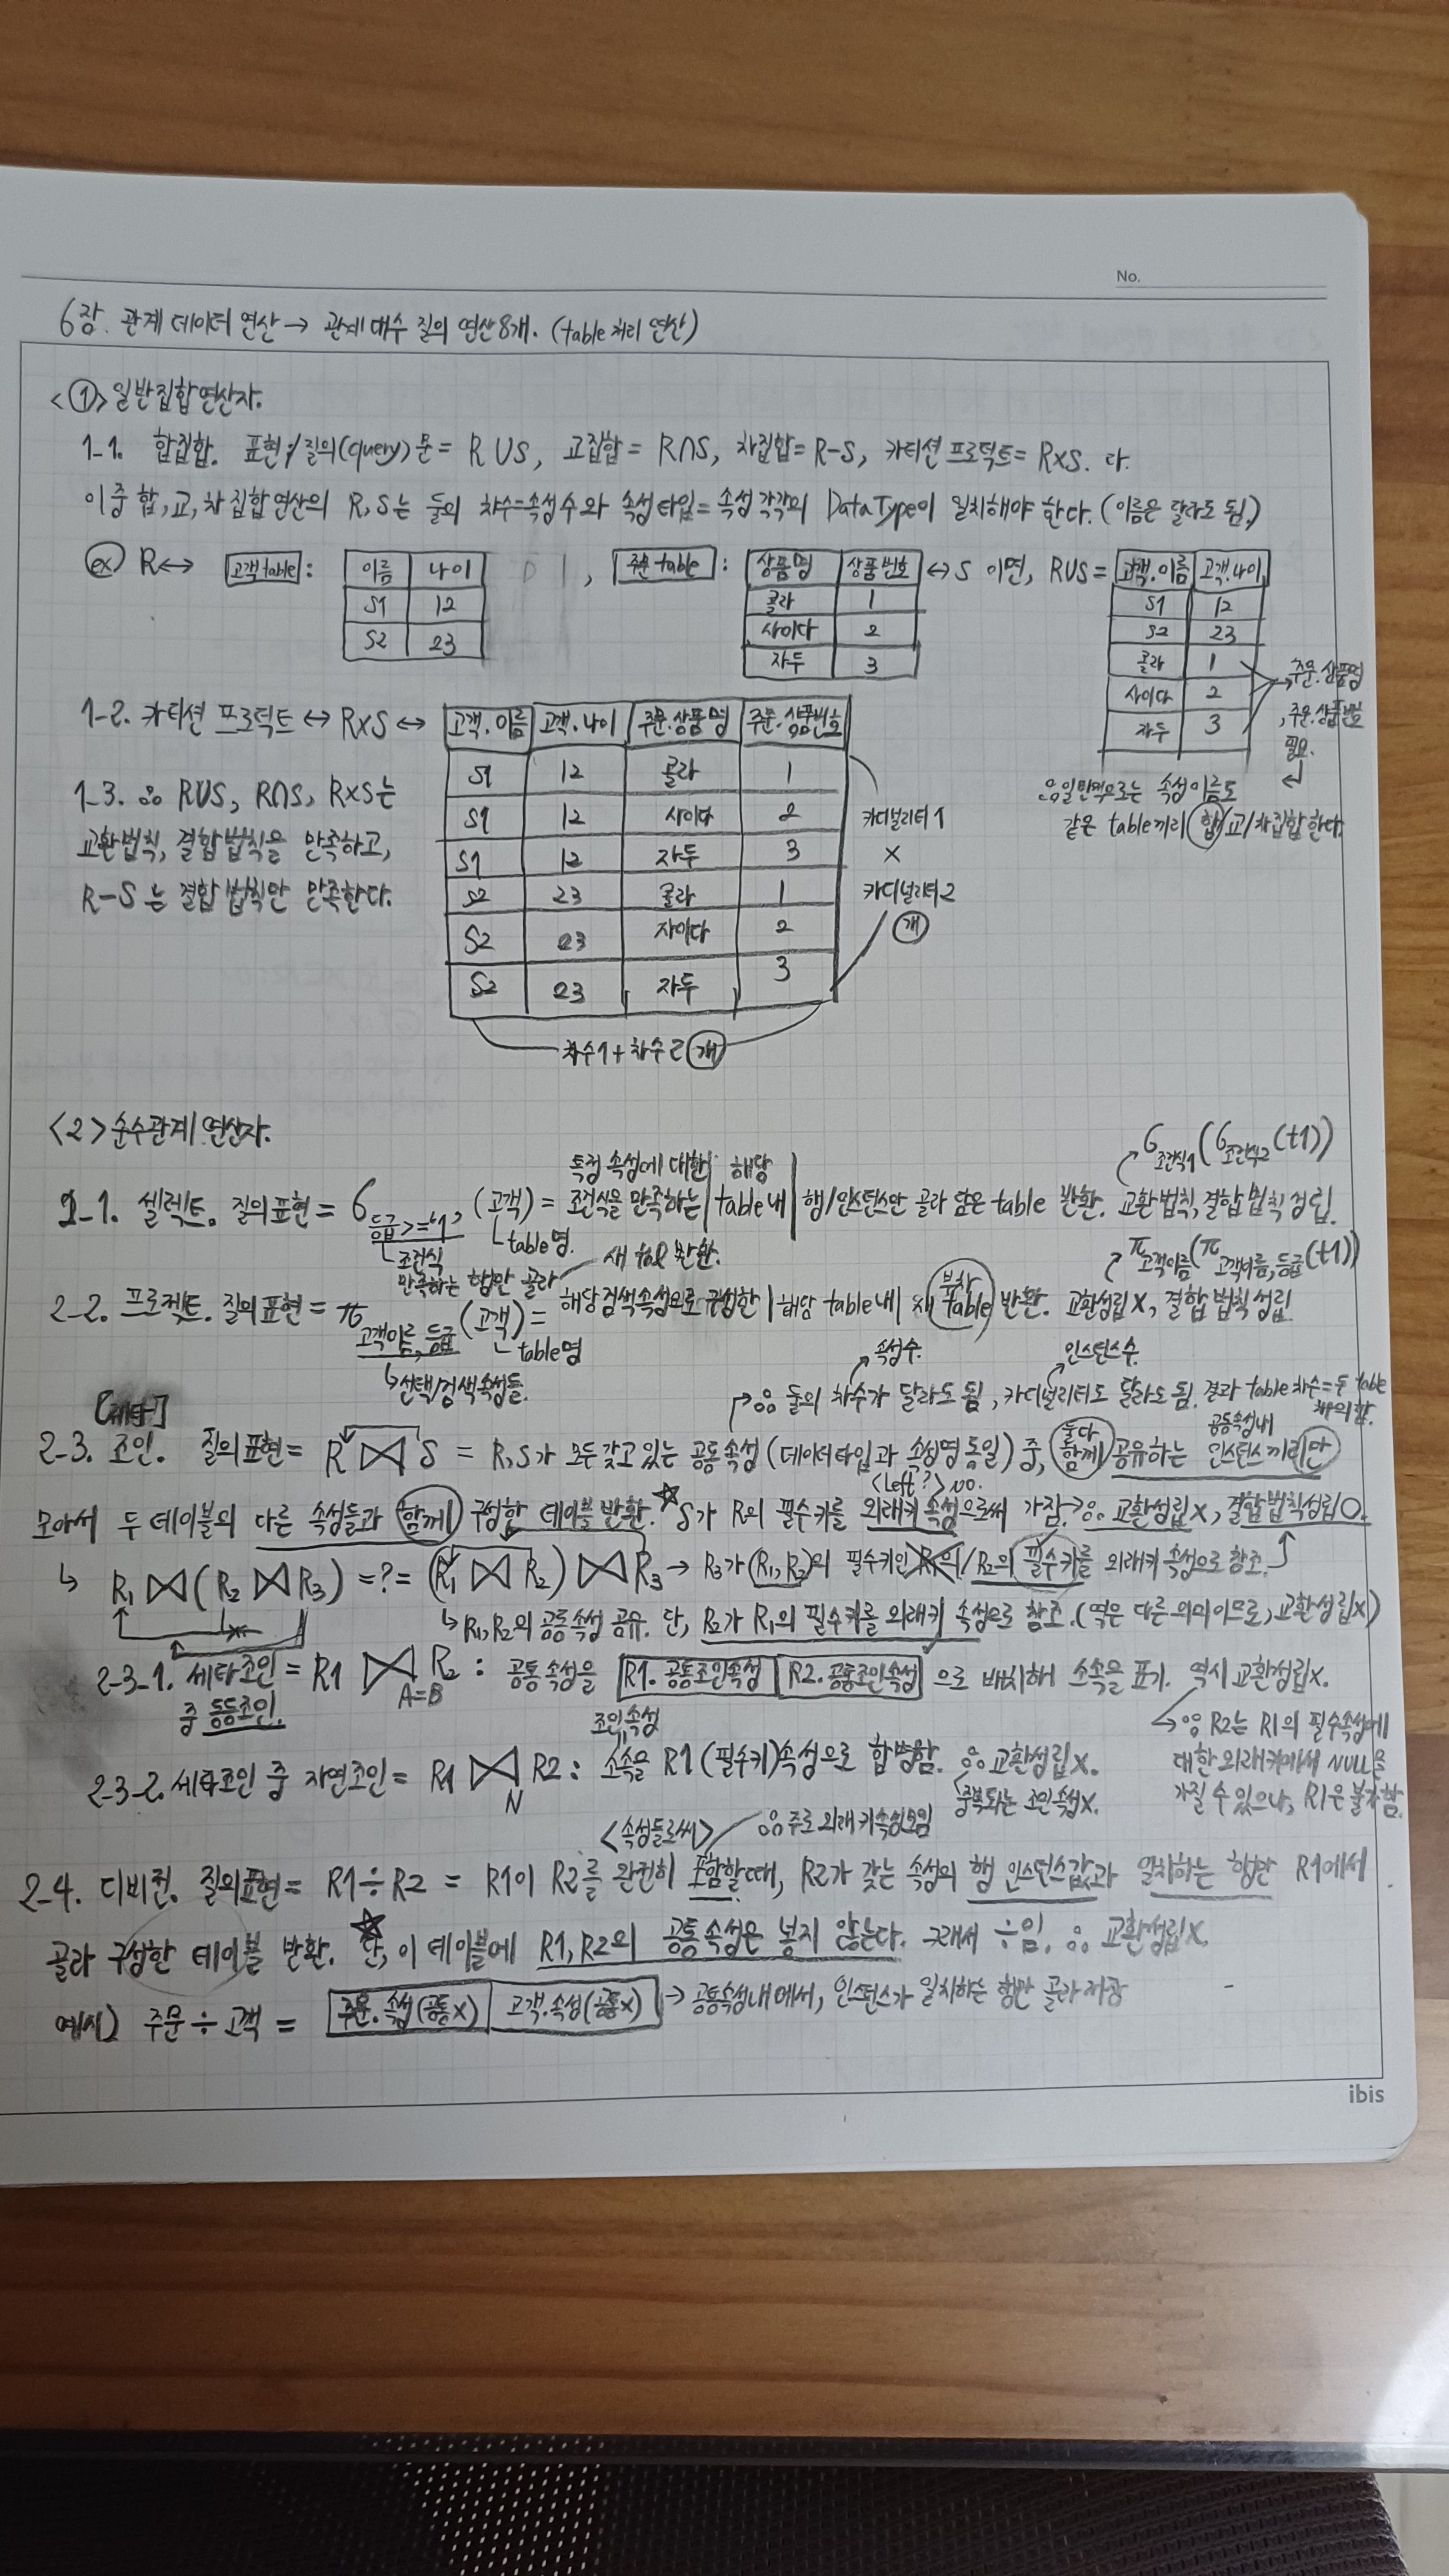 No.
6장. 관계 데이터 연산 → 관계 대수 질의 연산 8개. (table 처리 연산)
<①> 일반집합연산자.
1-1. 합집합. 표현/질의(query)문 = R∪S, 교집합 = R∩S, 차집합 = R-S, 카티션 프로덕트 = R×S. 다.
이중 합,교,차 집합연산의 R,S는 둘의 차수=속성수와 속성타입=속성각각의 DataType이 일치해야 한다. (이름은 달라도 됨.)
ex) R ↔ 고객table : , 주문 table : ↔ S 이면, R∪S =
이름 나이
S1 12
S2 23
상품명 상품번호
콜라 1
사이다 2
자두 3
고객.이름 고객.나이
S1 12
S2 23
콜라 1
사이다 2
자두 3
→ 주문.상품명
, 주문.상품번호
필요.
∴ 일반적으로는 속성이름도
같은 table끼리 합/교/차집합 한다
1-2. 카티션 프로덕트 ↔ R×S ↔
고객.이름 고객.나이 주문.상품명 주문.상품번호
S1 12 콜라 1
S1 12 사이다 2
S1 12 자두 3
S2 23 콜라 1
S2 23 사이다 2
S2 23 자두 3
카디널리티1
×
카디널리티2
개
차수1 + 차수2 개
1-3. ∴ R∪S, R∩S, R×S는
교환법칙, 결합법칙을 만족하고,
R-S는 결합법칙만 만족한다.
<2> 순수관계 연산자.
σ조건식1(σ조건식2(t1))
2-1. 셀렉트. 질의표현 = σ등급>='1' (고객) = 특정 속성에 대한 조건식을 만족하는 | 해당 table내 | 행/인스턴스만 골라 담은 table 반환. 교환법칙, 결합법칙 성립.
조건식
table명.
만족하는 행만 골라 새 반환.
π고객이름(π고객이름, 등급(t1))
2-2. 프로젝트. 질의표현 = π고객이름, 등급 (고객) = 해당검색속성으로 구성한 | 해당 table내 | table 반환. 교환성립X, 결합법칙 성립
table명
선택/검색속성들.
속성수.
인스턴스수.
∴ 둘의 차수가 달라도 됨, 카디널리티도 달라도 됨. 결과 table차수 = 두 table 차수의합.
2-3. 조인. 질의표현 = R ⋈ S = R,S가 모두 갖고 있는 공통속성 (데이터타입과 속성명 동일) 중, 둘다 함께 공유하는 공통속성내 인스턴스끼리만
<left?> no.
모아서 두 테이블의 다른 속성들과 함께 구성한 테이블 반환. ☆ S가 R의 필수키를 외래키 속성으로써 가짐 → ∴ 교환성립X, 결합법칙성립O.
↳ R1 ⋈ (R2 ⋈ R3) =?= (R1 ⋈ R2) ⋈ R3 → R3가 (R1,R2)의 필수키인 R1의/R2의 필수키를 외래키 속성으로 참조.
↳ R1,R2의 공통속성 공유. 단, R2가 R1의 필수키를 외래키 속성으로 참조. (역은 다른 의미이므로, 교환성립X)
2-3-1. 세타조인 = R1 ⋈ A=B R2 : 공통속성을 R1.공통조인속성 R2.공통조인속성 으로 배치해 소속을 표기. 역시 교환성립X.
중 동등조인.
∴ R2는 R1의 필수속성에
대한 외래키에서 NULL을
가질 수 있으나, R1은 불가함.
조인속성
2-3-2. 세타조인 중 자연조인 = R1 ⋈N R2 : 소속을 R1(필수키)속성으로 합병함. ∴ 교환성립X.
중복되는 조인속성X.
<속성들로써> ∴ 주로 외래키속성모임
2-4. 디비전. 질의표현 = R1÷R2 = R1이 R2를 완전히 포함할때, R2가 갖는 속성의 행 인스턴스값과 일치하는 행만 R1에서
골라 구성한 테이블 반환. ☆ 단, 이 테이블에 R1,R2의 공통속성은 넣지 않는다. 그래서 ÷임. ∴ 교환성립X.
예시) 주문÷고객 = 주문.속성(공통X) 고객.속성(공통X) → 공통속성내에서, 인스턴스가 일치하는 행만 골라 저장
ibis